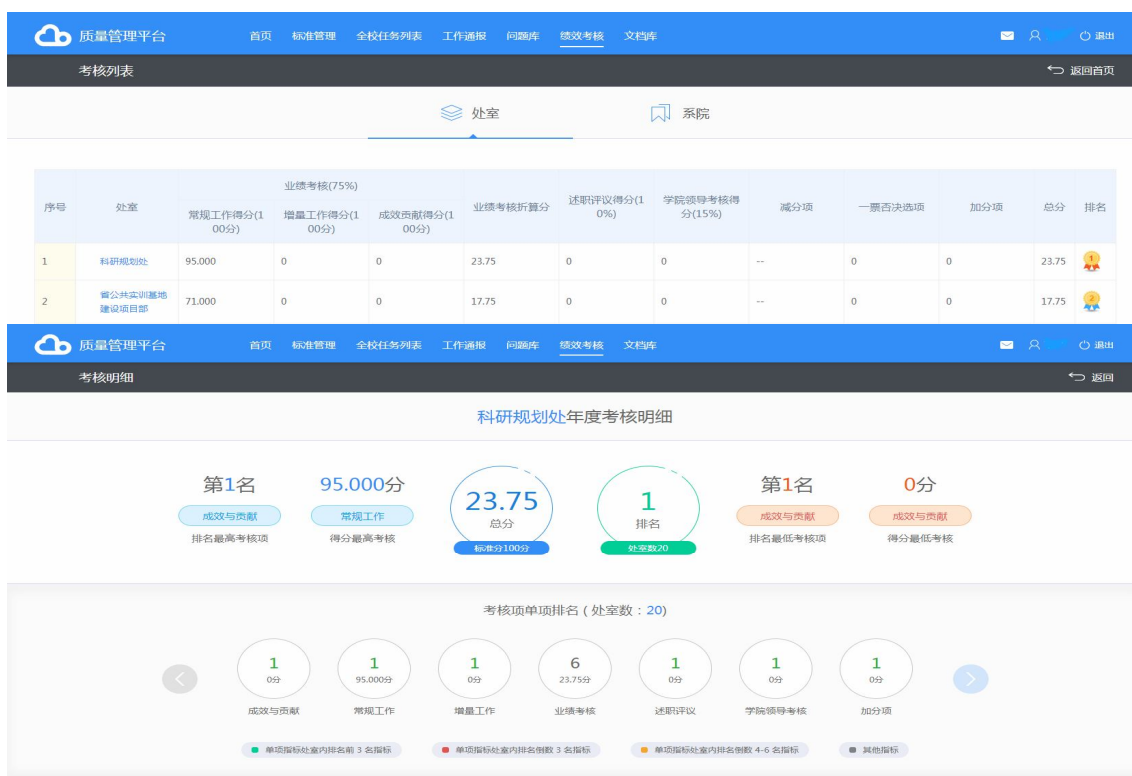 质量管理平台 首页 标准管理 全校任务列表 工作通报 问题库 绩效考核 文档库 退出
考核列表 返回首页
处室 系院
序号 处室 业绩考核(75%) 业绩考核折算分 述职评议得分(10%) 学院领导考核得分(15%) 减分项 一票否决选项 加分项 总分 排名
常规工作得分(100分) 增量工作得分(100分) 成效贡献得分(100分)
1 科研规划处 95.000 0 0 23.75 0 0 -- 0 0 23.75 1
2 省公共实训基地建设项目部 71.000 0 0 17.75 0 0 -- 0 0 17.75 2
质量管理平台 首页 标准管理 全校任务列表 工作通报 问题库 绩效考核 文档库 退出
考核明细 返回
科研规划处年度考核明细
第1名 95.000分 23.75 1 第1名 0分
成效与贡献 常规工作 总分 排名 成效与贡献 成效与贡献
排名最高考核项 得分最高考核 标准分100分 处室数20 排名最低考核项 得分最低考核
考核项单项排名 ( 处室数：20)
1 1 1 6 1 1 1
0分 95.000分 0分 23.75分 0分 0分 0分
成效与贡献 常规工作 增量工作 业绩考核 述职评议 学院领导考核 加分项
单项指标处室内排名前 3 名指标 单项指标处室内排名倒数 3 名指标 单项指标处室内排名倒数 4-6 名指标 其他指标